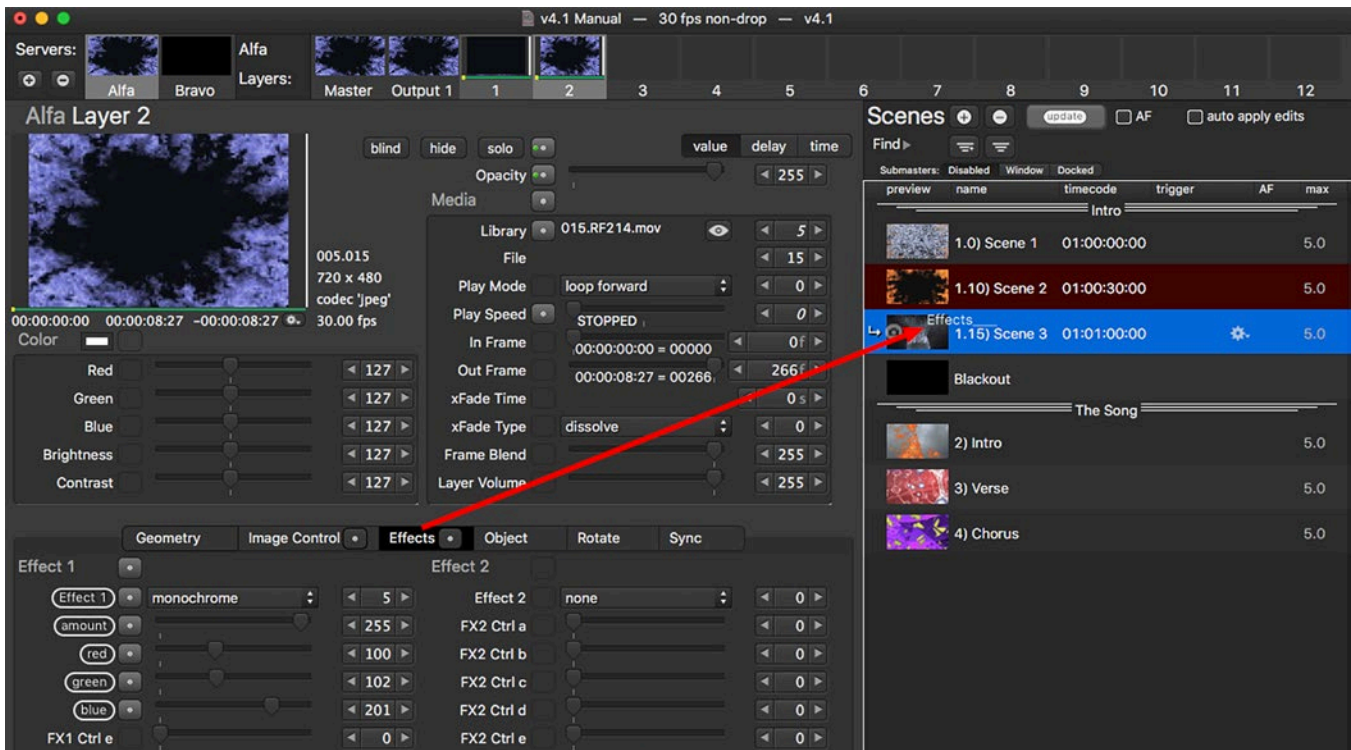 v4.1 Manual — 30 fps non-drop — v4.1
Servers:
Alfa
Layers:
Alfa Bravo Master Output 1 1 2 3 4 5 6 7 8 9 10 11 12
Alfa Layer 2
blind hide solo value delay time
Opacity 255
Media
Library 015.RF214.mov 5
File 15
005.015
720 x 480
codec 'jpeg'
30.00 fps
00:00:00:00 00:00:08:27 -00:00:08:27
Play Mode loop forward 0
Play Speed STOPPED 0
In Frame 00:00:00:00 = 00000 0f
Out Frame 00:00:08:27 = 00266 266f
xFade Time 0 s
xFade Type dissolve 0
Frame Blend 255
Layer Volume 255
Color
Red 127
Green 127
Blue 127
Brightness 127
Contrast 127
Geometry Image Control Effects Object Rotate Sync
Effect 1
Effect 1 monochrome 5
amount 255
red 100
green 102
blue 201
FX1 Ctrl e 0
Effect 2
Effect 2 none 0
FX2 Ctrl a 0
FX2 Ctrl b 0
FX2 Ctrl c 0
FX2 Ctrl d 0
FX2 Ctrl e 0
Scenes update AF auto apply edits
Find
Submasters: Disabled Window Docked
preview name timecode trigger AF max
Intro
1.0) Scene 1 01:00:00:00 5.0
1.10) Scene 2 01:00:30:00 5.0
Effects
1.15) Scene 3 01:01:00:00 5.0
Blackout
The Song
2) Intro 5.0
3) Verse 5.0
4) Chorus 5.0